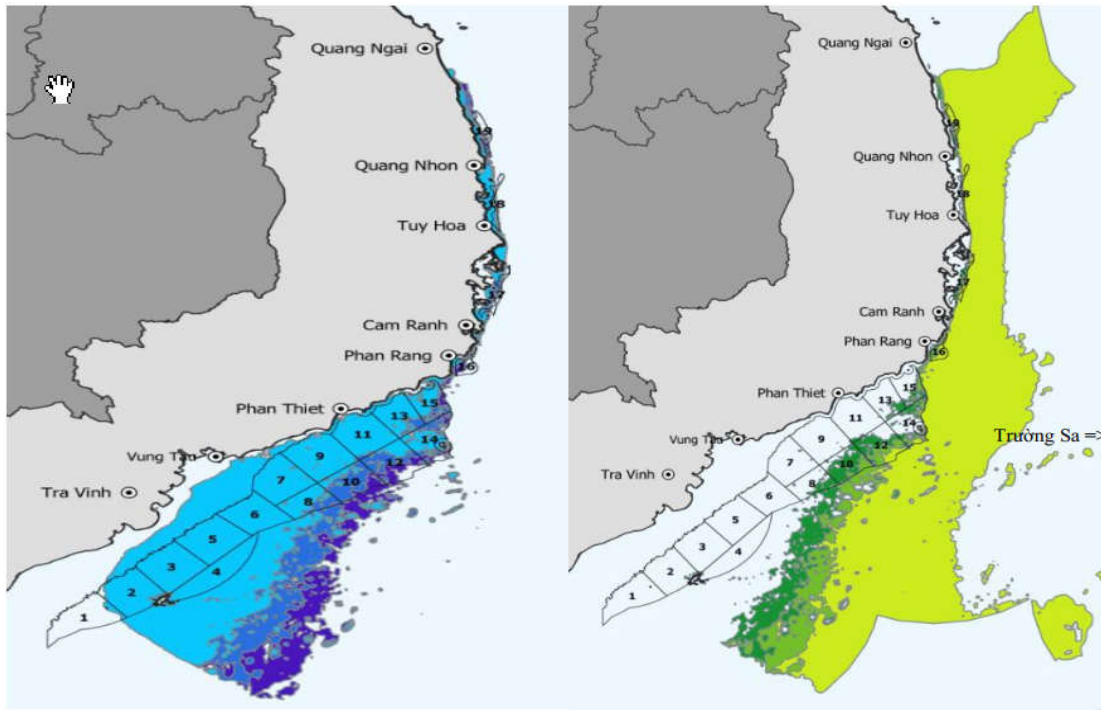 Quang Ngai
19
Quang Nhon
18
Tuy Hoa
17
Cam Ranh
Phan Rang
16
15
Phan Thiet
13
14
11
12
9
Vung Tau
10
7
8
Tra Vinh
6
5
3
4
2
1
Quang Ngai
19
Quang Nhon
18
Tuy Hoa
17
Cam Ranh
Phan Rang
16
15
Phan Thiet
13
14
11
Trường Sa =>
Vung Tau
9
12
10
7
8
Tra Vinh
6
5
3
4
2
1